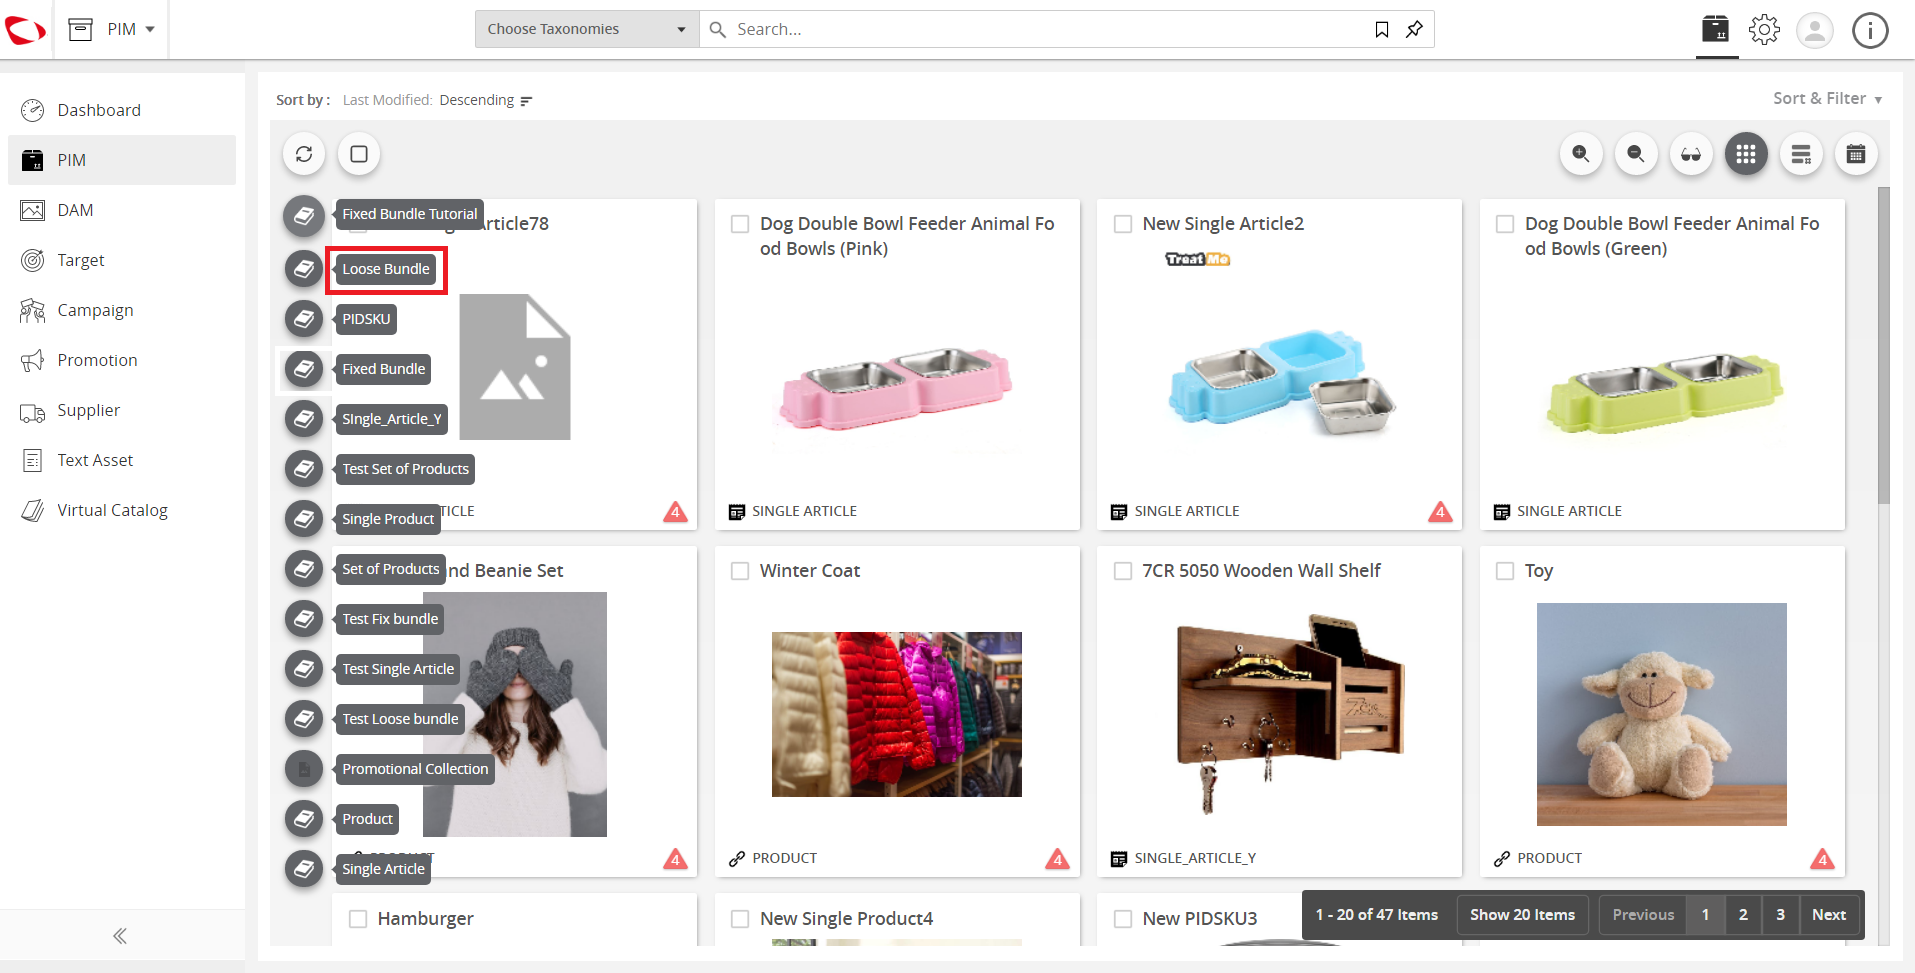 PIM
Choose Taxonomies
Search...
Dashboard
PIM
DAM
Target
Campaign
Promotion
Supplier
Text Asset
Virtual Catalog
Sort by : Last Modified: Descending
Sort & Filter
Fixed Bundle Tutorial
Loose Bundle
PIDSKU
Fixed Bundle
SIngle_Article_Y
Test Set of Products
Single Product
Set of Products
Test Fix bundle
Test Single Article
Test Loose bundle
Promotional Collection
Product
Single Article
Article78
TICLE
4
Dog Double Bowl Feeder Animal Fo
od Bowls (Pink)
SINGLE ARTICLE
New Single Article2
Treat Me
SINGLE ARTICLE
4
Dog Double Bowl Feeder Animal Fo
od Bowls (Green)
SINGLE ARTICLE
nd Beanie Set
PRODUCT
4
Winter Coat
PRODUCT
4
7CR 5050 Wooden Wall Shelf
SINGLE_ARTICLE_Y
Toy
PRODUCT
4
Hamburger
New Single Product4
New PIDSKU3
1 - 20 of 47 Items
Show 20 Items
Previous 1 2 3 Next